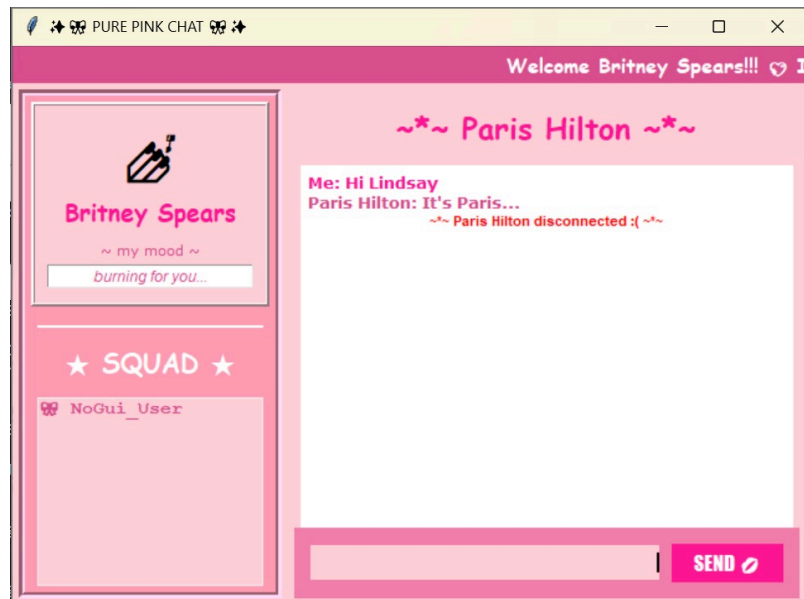 PURE PINK CHAT
Welcome Britney Spears!!!
~*~ Paris Hilton ~*~
Britney Spears
~ my mood ~
burning for you...
★ SQUAD ★
NoGui_User
Me: Hi Lindsay
Paris Hilton: It's Paris...
~*~ Paris Hilton disconnected :( ~*~
SEND